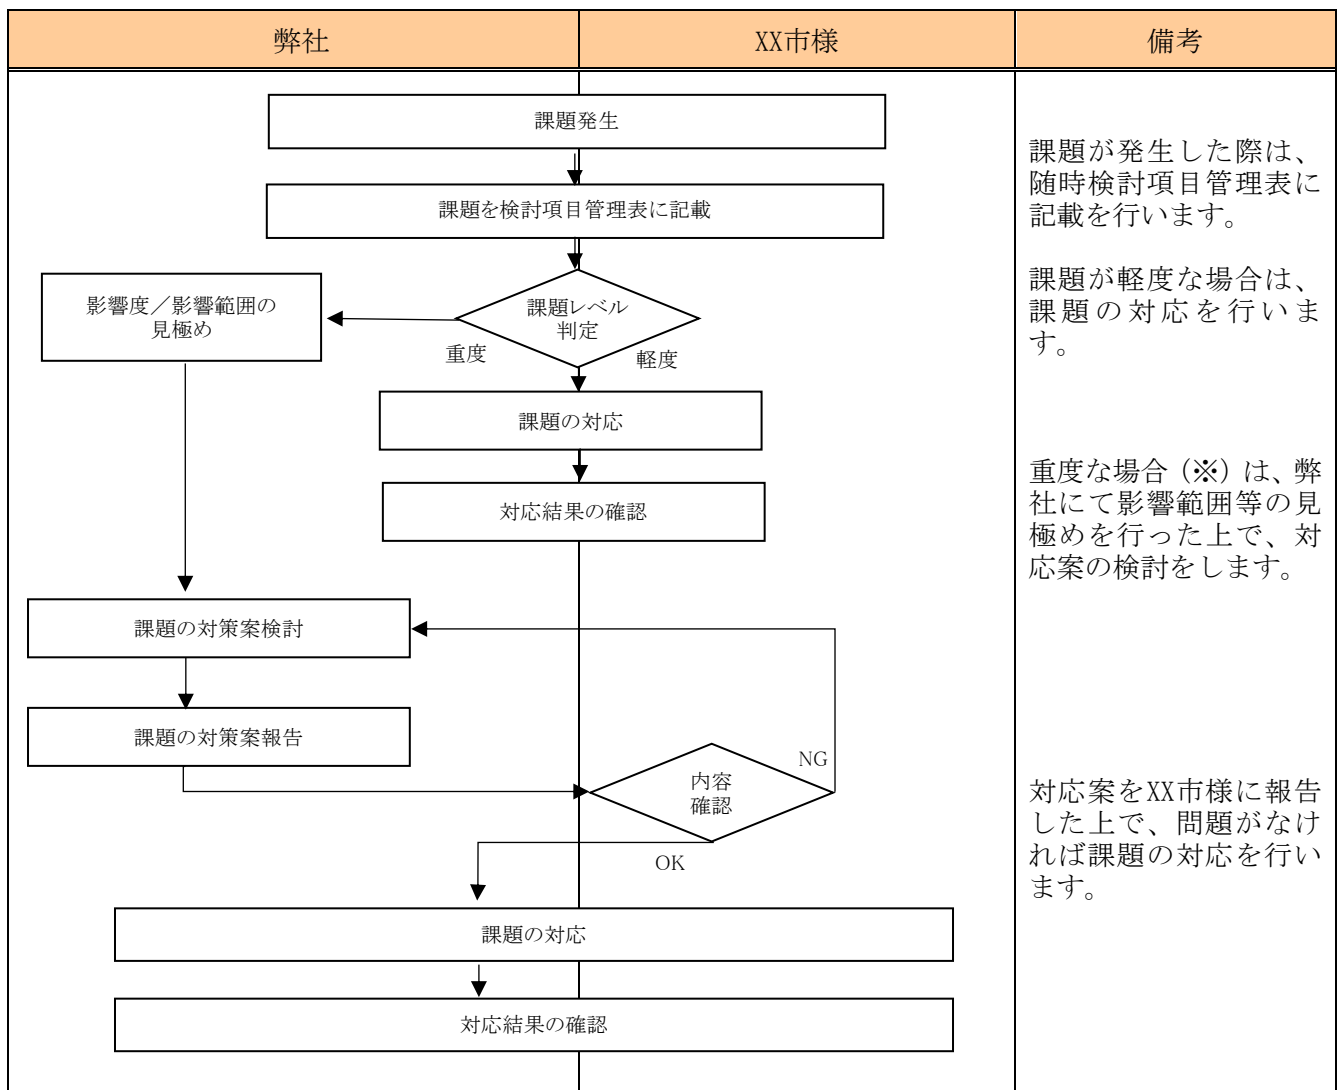 弊社
XX市様
備考
課題発生
課題を検討項目管理表に記載
課題が発生した際は、
随時検討項目管理表に
記載を行います。
影響度／影響範囲の
見極め
課題レベル
判定
重度
軽度
課題が軽度な場合は、
課題の対応を行いま
す。
課題の対応
対応結果の確認
重度な場合（※）は、弊
社にて影響範囲等の見
極めを行った上で、対
応案の検討をします。
課題の対策案検討
課題の対策案報告
内容
確認
NG
OK
対応案をXX市様に報告
した上で、問題がなけ
れば課題の対応を行い
ます。
課題の対応
対応結果の確認